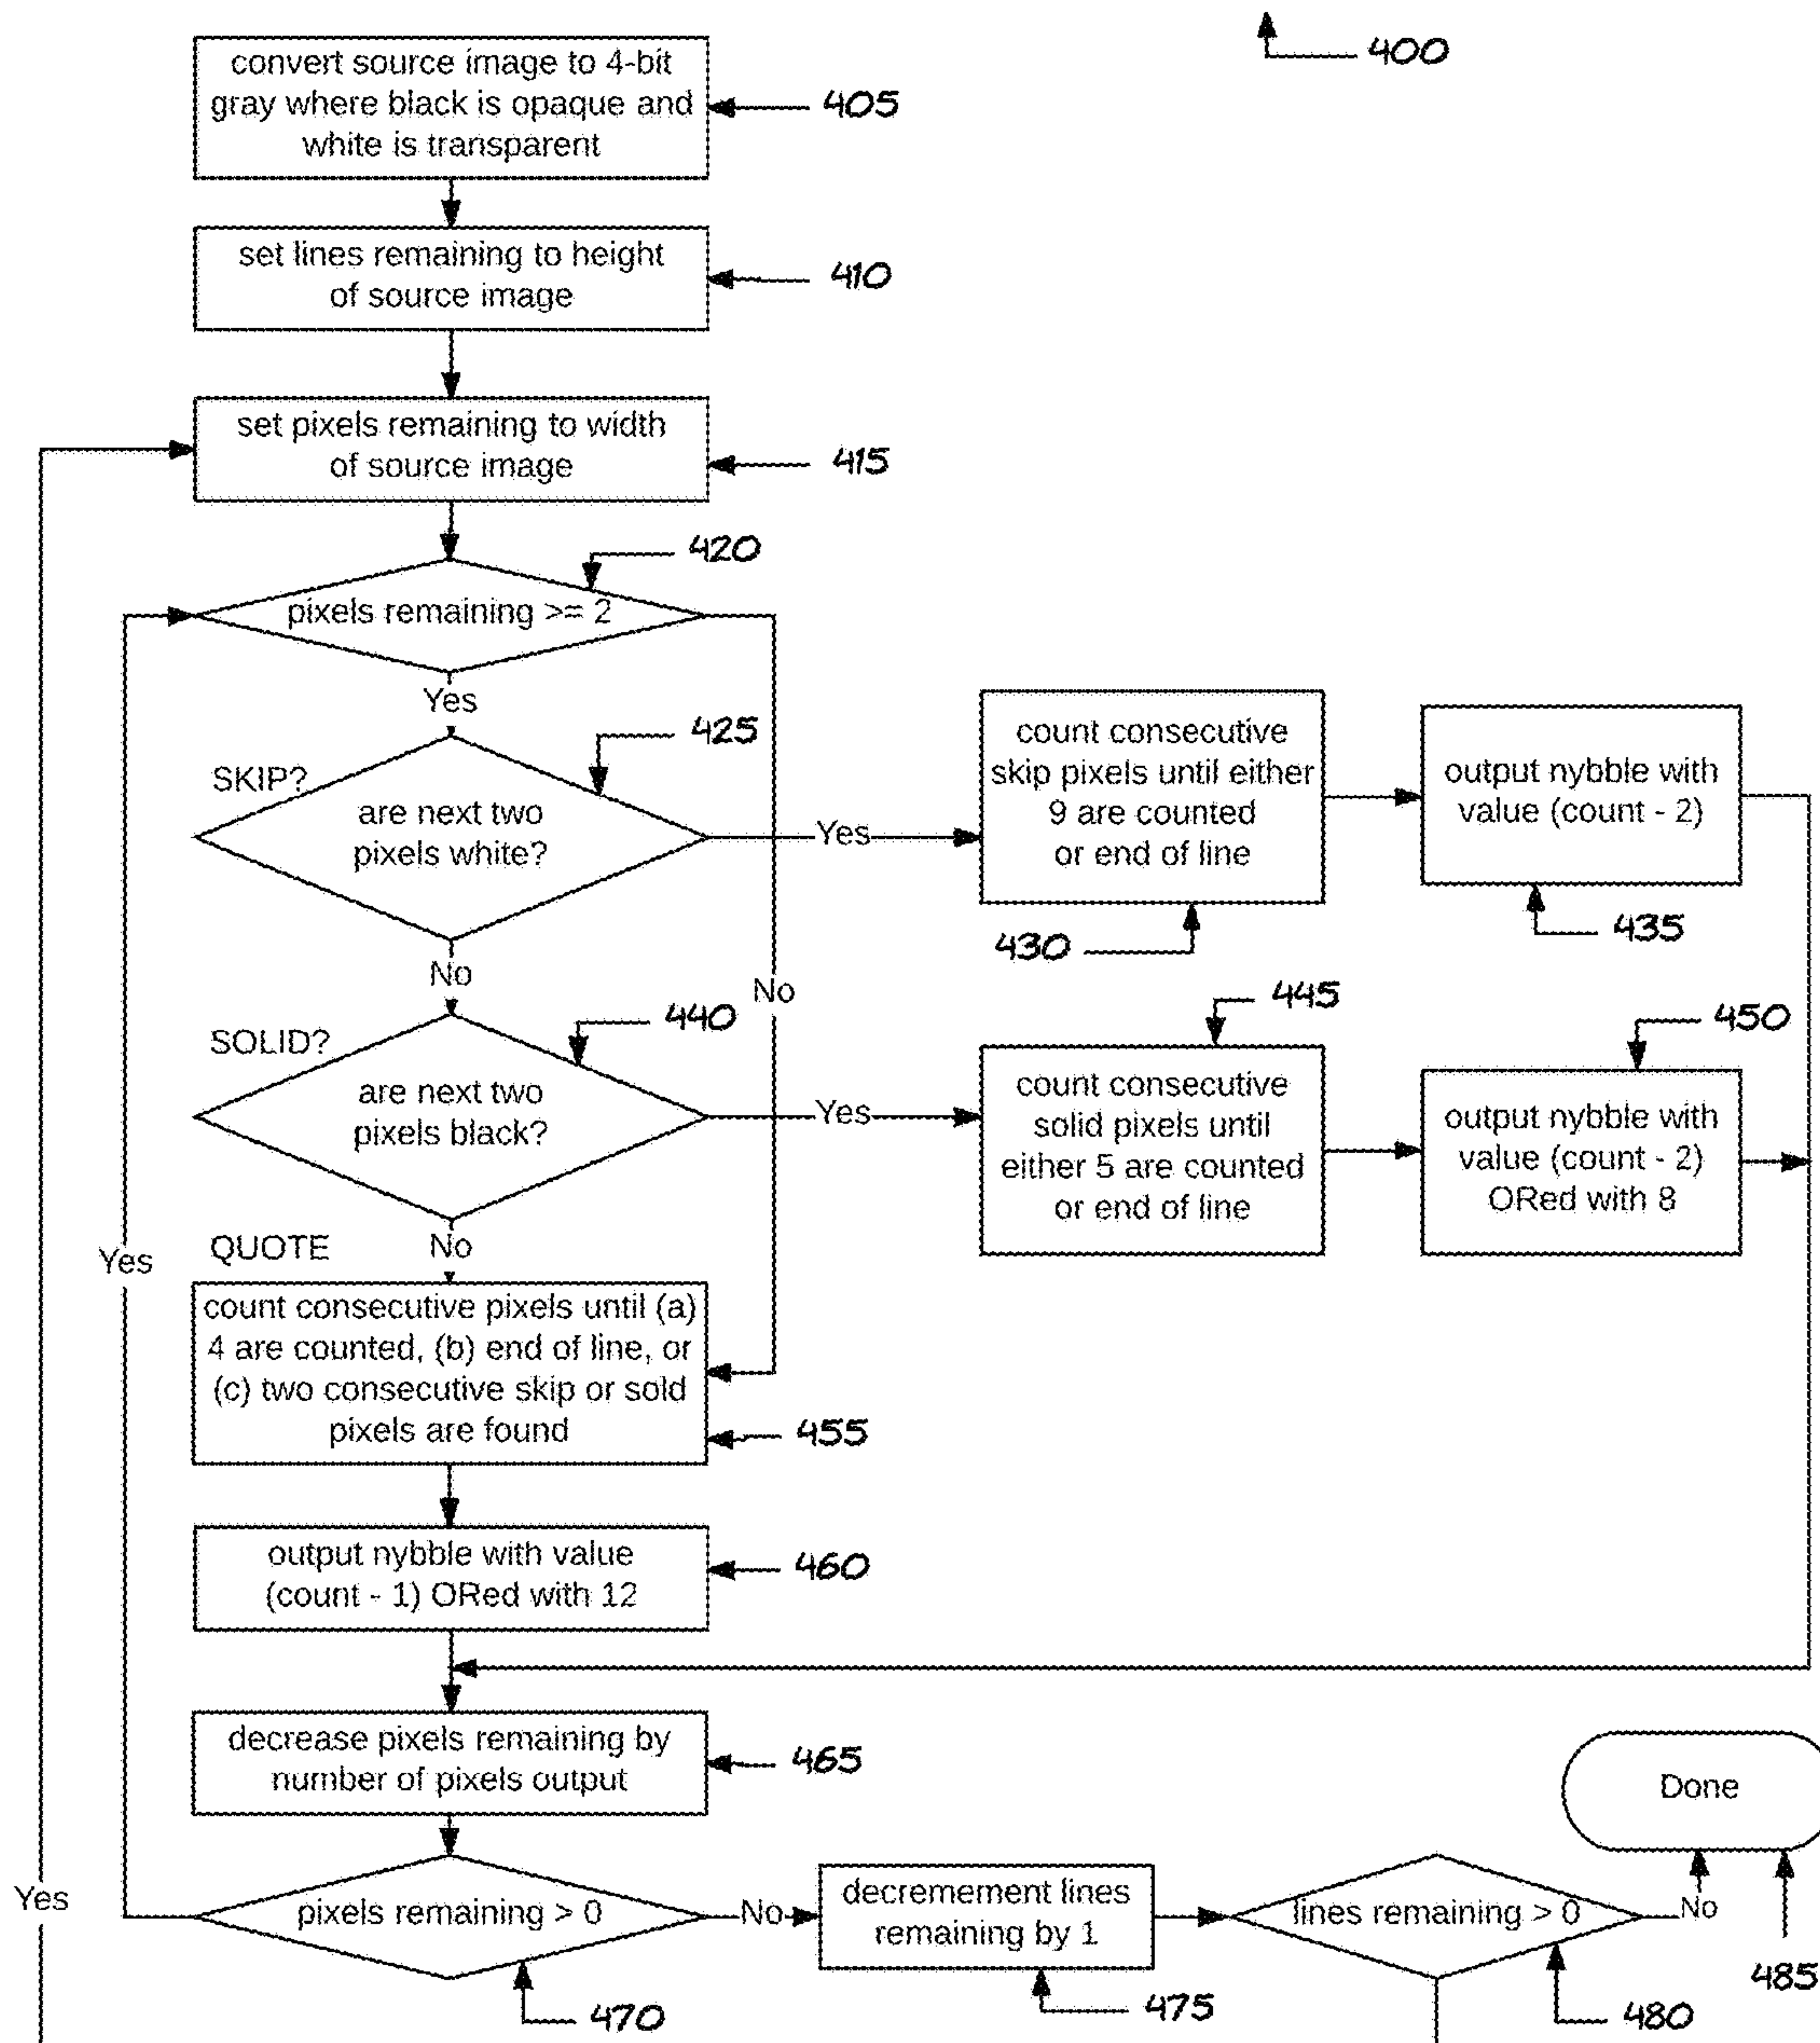 400
convert source image to 4-bit
gray where black is opaque and
white is transparent
405
set lines remaining to height
of source image
410
set pixels remaining to width
of source image
415
420
pixels remaining >= 2
Yes
425
SKIP?
are next two
pixels white?
Yes
count consecutive
skip pixels until either
9 are counted
or end of line
430
output nybble with
value (count - 2)
435
No
No
440
SOLID?
are next two
pixels black?
Yes
445
count consecutive
solid pixels until
either 5 are counted
or end of line
450
output nybble with
value (count - 2)
ORed with 8
No
QUOTE
Yes
count consecutive pixels until (a)
4 are counted, (b) end of line, or
(c) two consecutive skip or sold
pixels are found
455
output nybble with value
(count - 1) ORed with 12
460
decrease pixels remaining by
number of pixels output
465
pixels remaining > 0
470
No
decremement lines
remaining by 1
475
lines remaining > 0
480
No
Done
485
Yes